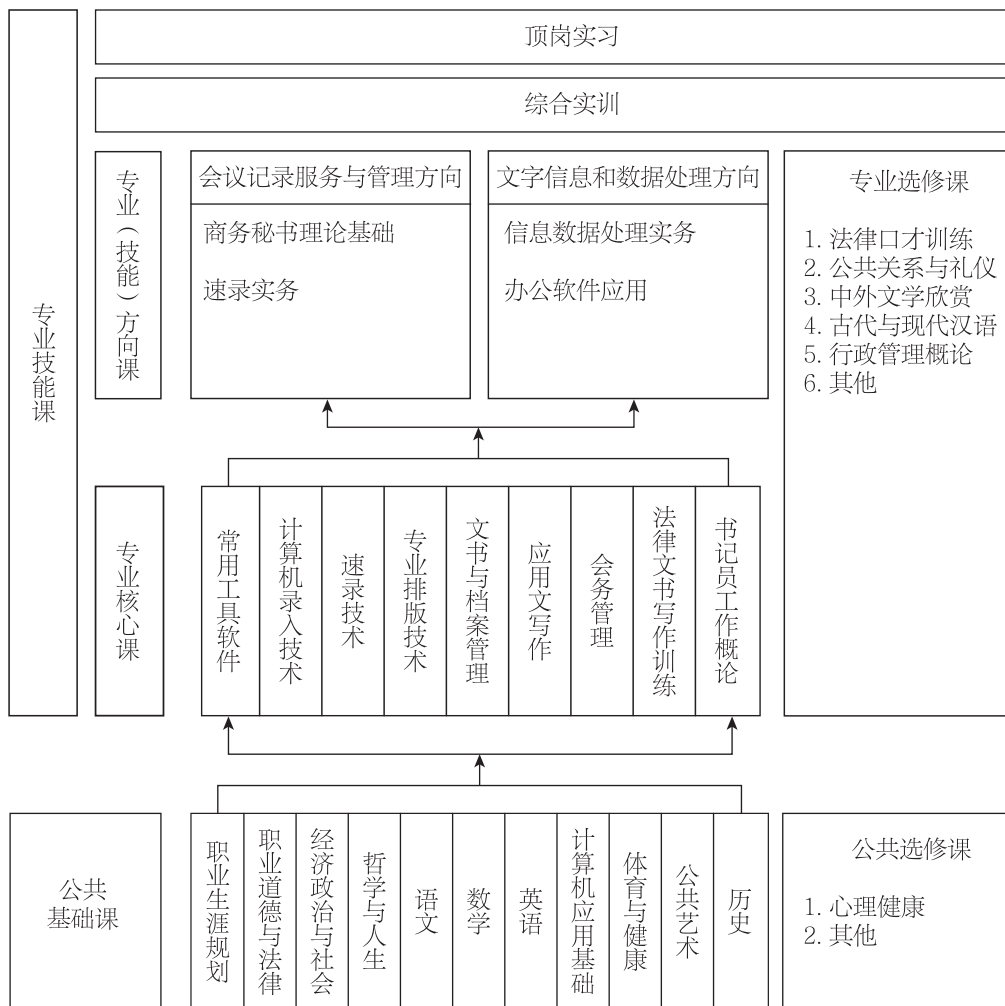 顶岗实习
综合实训
专业技能课
专业（技能）方向课
会议记录服务与管理方向
商务秘书理论基础
速录实务
文字信息和数据处理方向
信息数据处理实务
办公软件应用
专业选修课
1. 法律口才训练
2. 公共关系与礼仪
3. 中外文学欣赏
4. 古代与现代汉语
5. 行政管理概论
6. 其他
专业核心课
常用工具软件
计算机录入技术
速录技术
专业排版技术
文书与档案管理
应用文写作
会务管理
法律文书写作训练
书记员工作概论
公共
基础课
职业生涯规划
职业道德与法律
经济政治与社会
哲学与人生
语文
数学
英语
计算机应用基础
体育与健康
公共艺术
历史
公共选修课
1. 心理健康
2. 其他